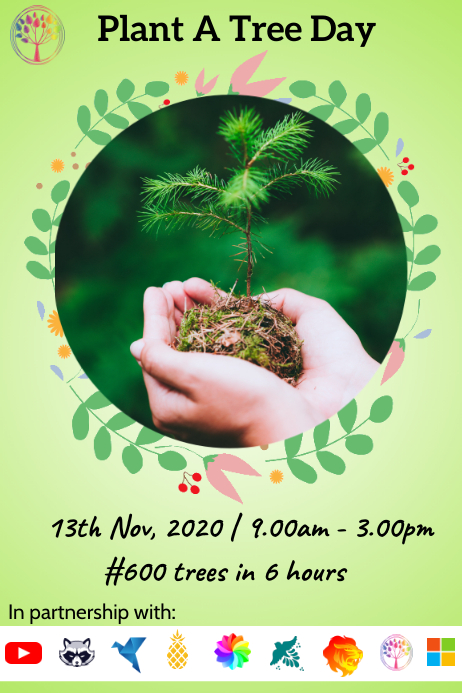 Plant A Tree Day
13th Nov, 2020 | 9.00am - 3.00pm
#600 trees in 6 hours
In partnership with: